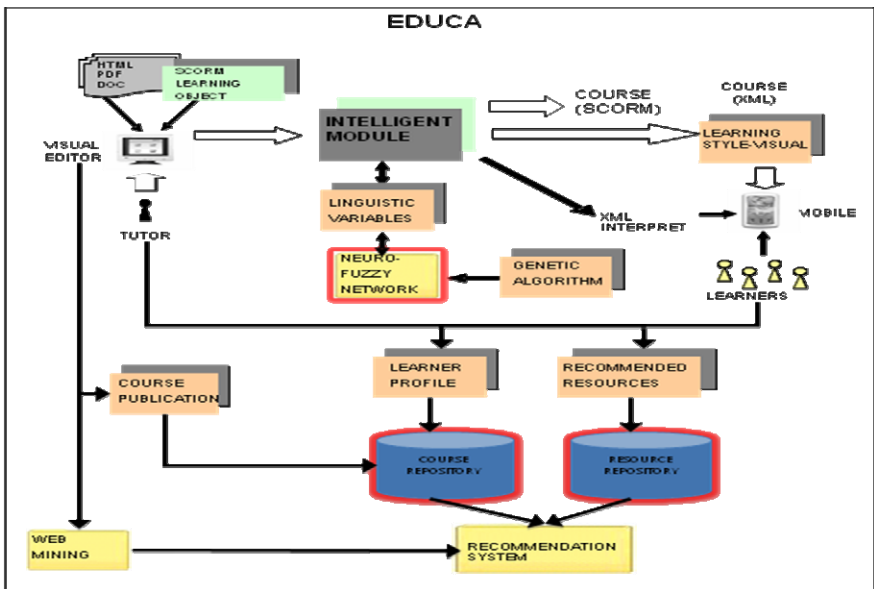 EDUCA
HTML
PDF
DOC
SCORM
LEARNING
OBJECT
VISUAL
EDITOR
TUTOR
INTELLIGENT
MODULE
COURSE
(SCORM)
COURSE
(XML)
LEARNING
STYLE-VISUAL
LINGUISTIC
VARIABLES
XML
INTERPRET
MOBILE
NEURO-
FUZZY
NETWORK
GENETIC
ALGORITHM
LEARNERS
COURSE
PUBLICATION
LEARNER
PROFILE
RECOMMENDED
RESOURCES
COURSE
REPOSITORY
RESOURCE
REPOSITORY
WEB
MINING
RECOMMENDATION
SYSTEM